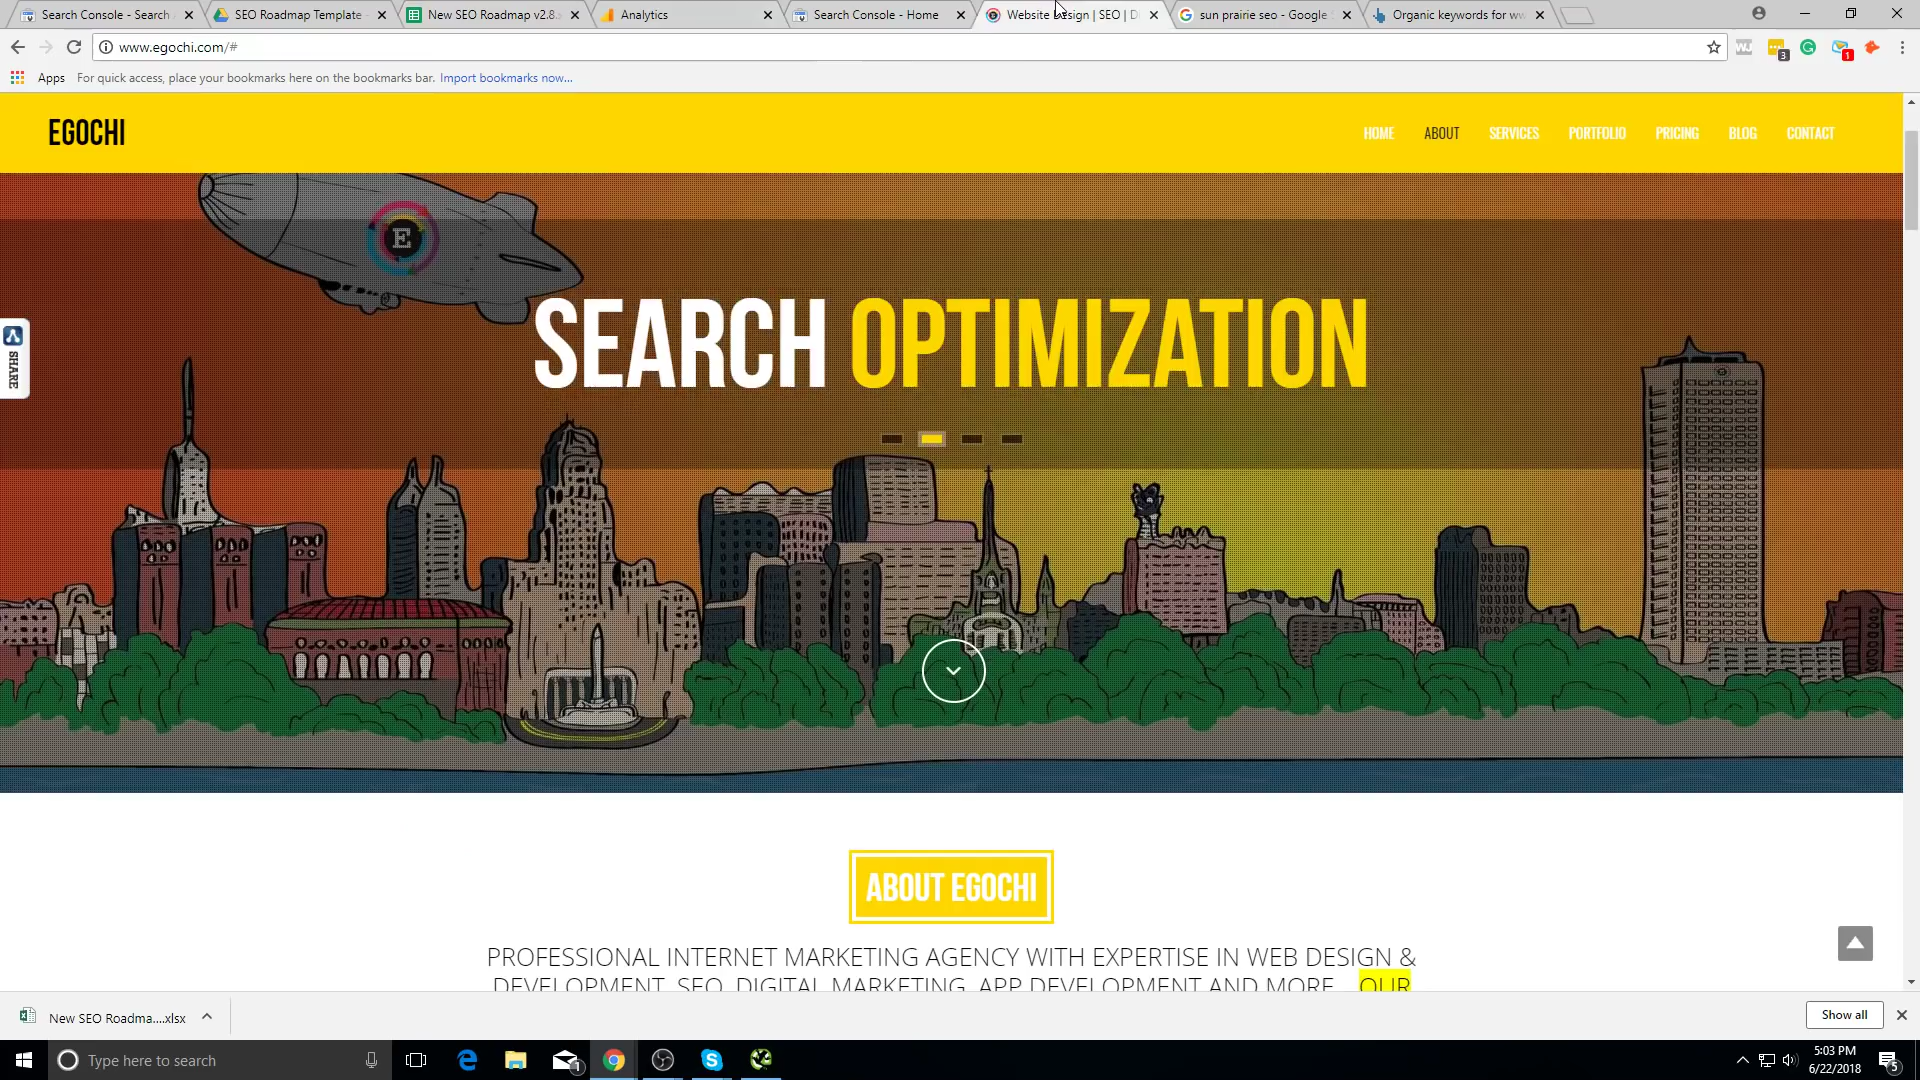 Search Console - Search
SEO Roadmap Template -
New SEO Roadmap v2.8.
Analytics
Search Console - Home
Website Design | SEO | D
sun prairie seo - Google
Organic keywords for ww
www.egochi.com/#
3
1
Apps
For quick access, place your bookmarks here on the bookmarks bar. Import bookmarks now...
EGOCHI
HOME
ABOUT
SERVICES
PORTFOLIO
PRICING
BLOG
CONTACT
E
SHARE
SEARCH OPTIMIZATION
ABOUT EGOCHI
PROFESSIONAL INTERNET MARKETING AGENCY WITH EXPERTISE IN WEB DESIGN &
DEVELOPMENT, SEO, DIGITAL MARKETING, APP DEVELOPMENT AND MORE... OUR
New SEO Roadma....xlsx
Show all
Type here to search
1
5:03 PM
6/22/2018
5